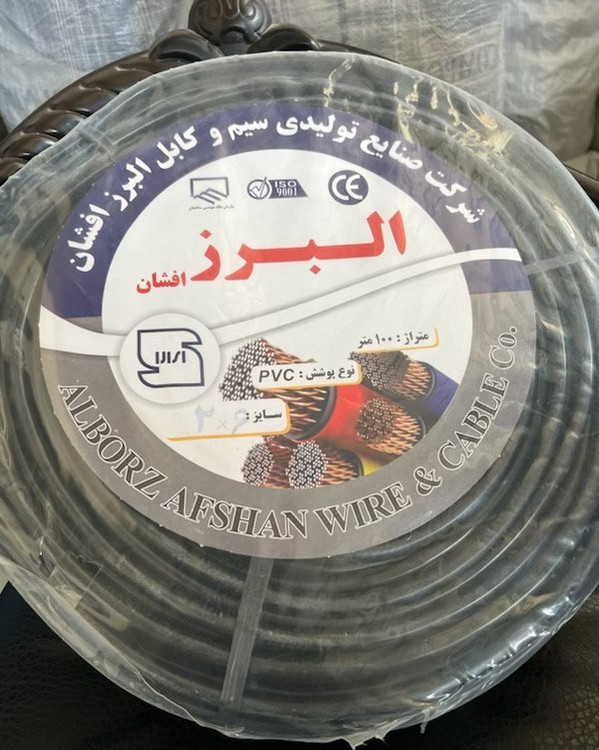 شرکت صنایع تولیدی سیم و کابل البرز افشان
ISO
9001
CE
البرز
افشان
متراژ : ۱۰۰ متر
نوع پوشش : PVC
سایز :
ALBORZ AFSHAN WIRE & CABLE Co.